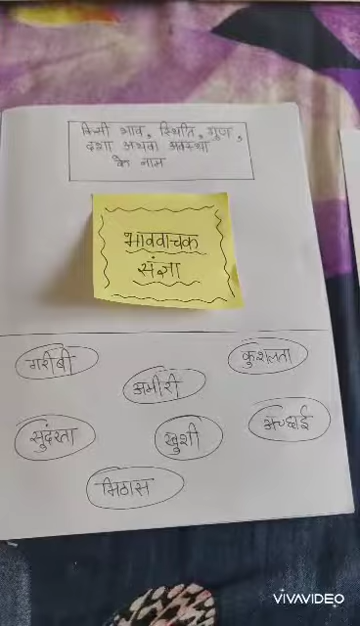 किसी भाव, स्थिति, गुण,
दशा अथवा अवस्था
के नाम
भाववाचक
संज्ञा
गरीबी
कुशलता
अमीरी
सुंदरता
खुशी
अच्छाई
मिठास
VIVAVIDEO